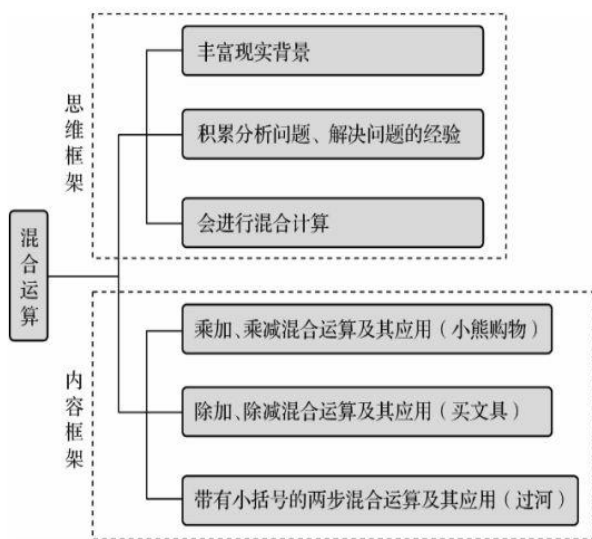 丰富现实背景
思维框架
积累分析问题、解决问题的经验
会进行混合计算
混合运算
乘加、乘减混合运算及其应用（小熊购物）
内容框架
除加、除减混合运算及其应用（买文具）
带有小括号的两步混合运算及其应用（过河）